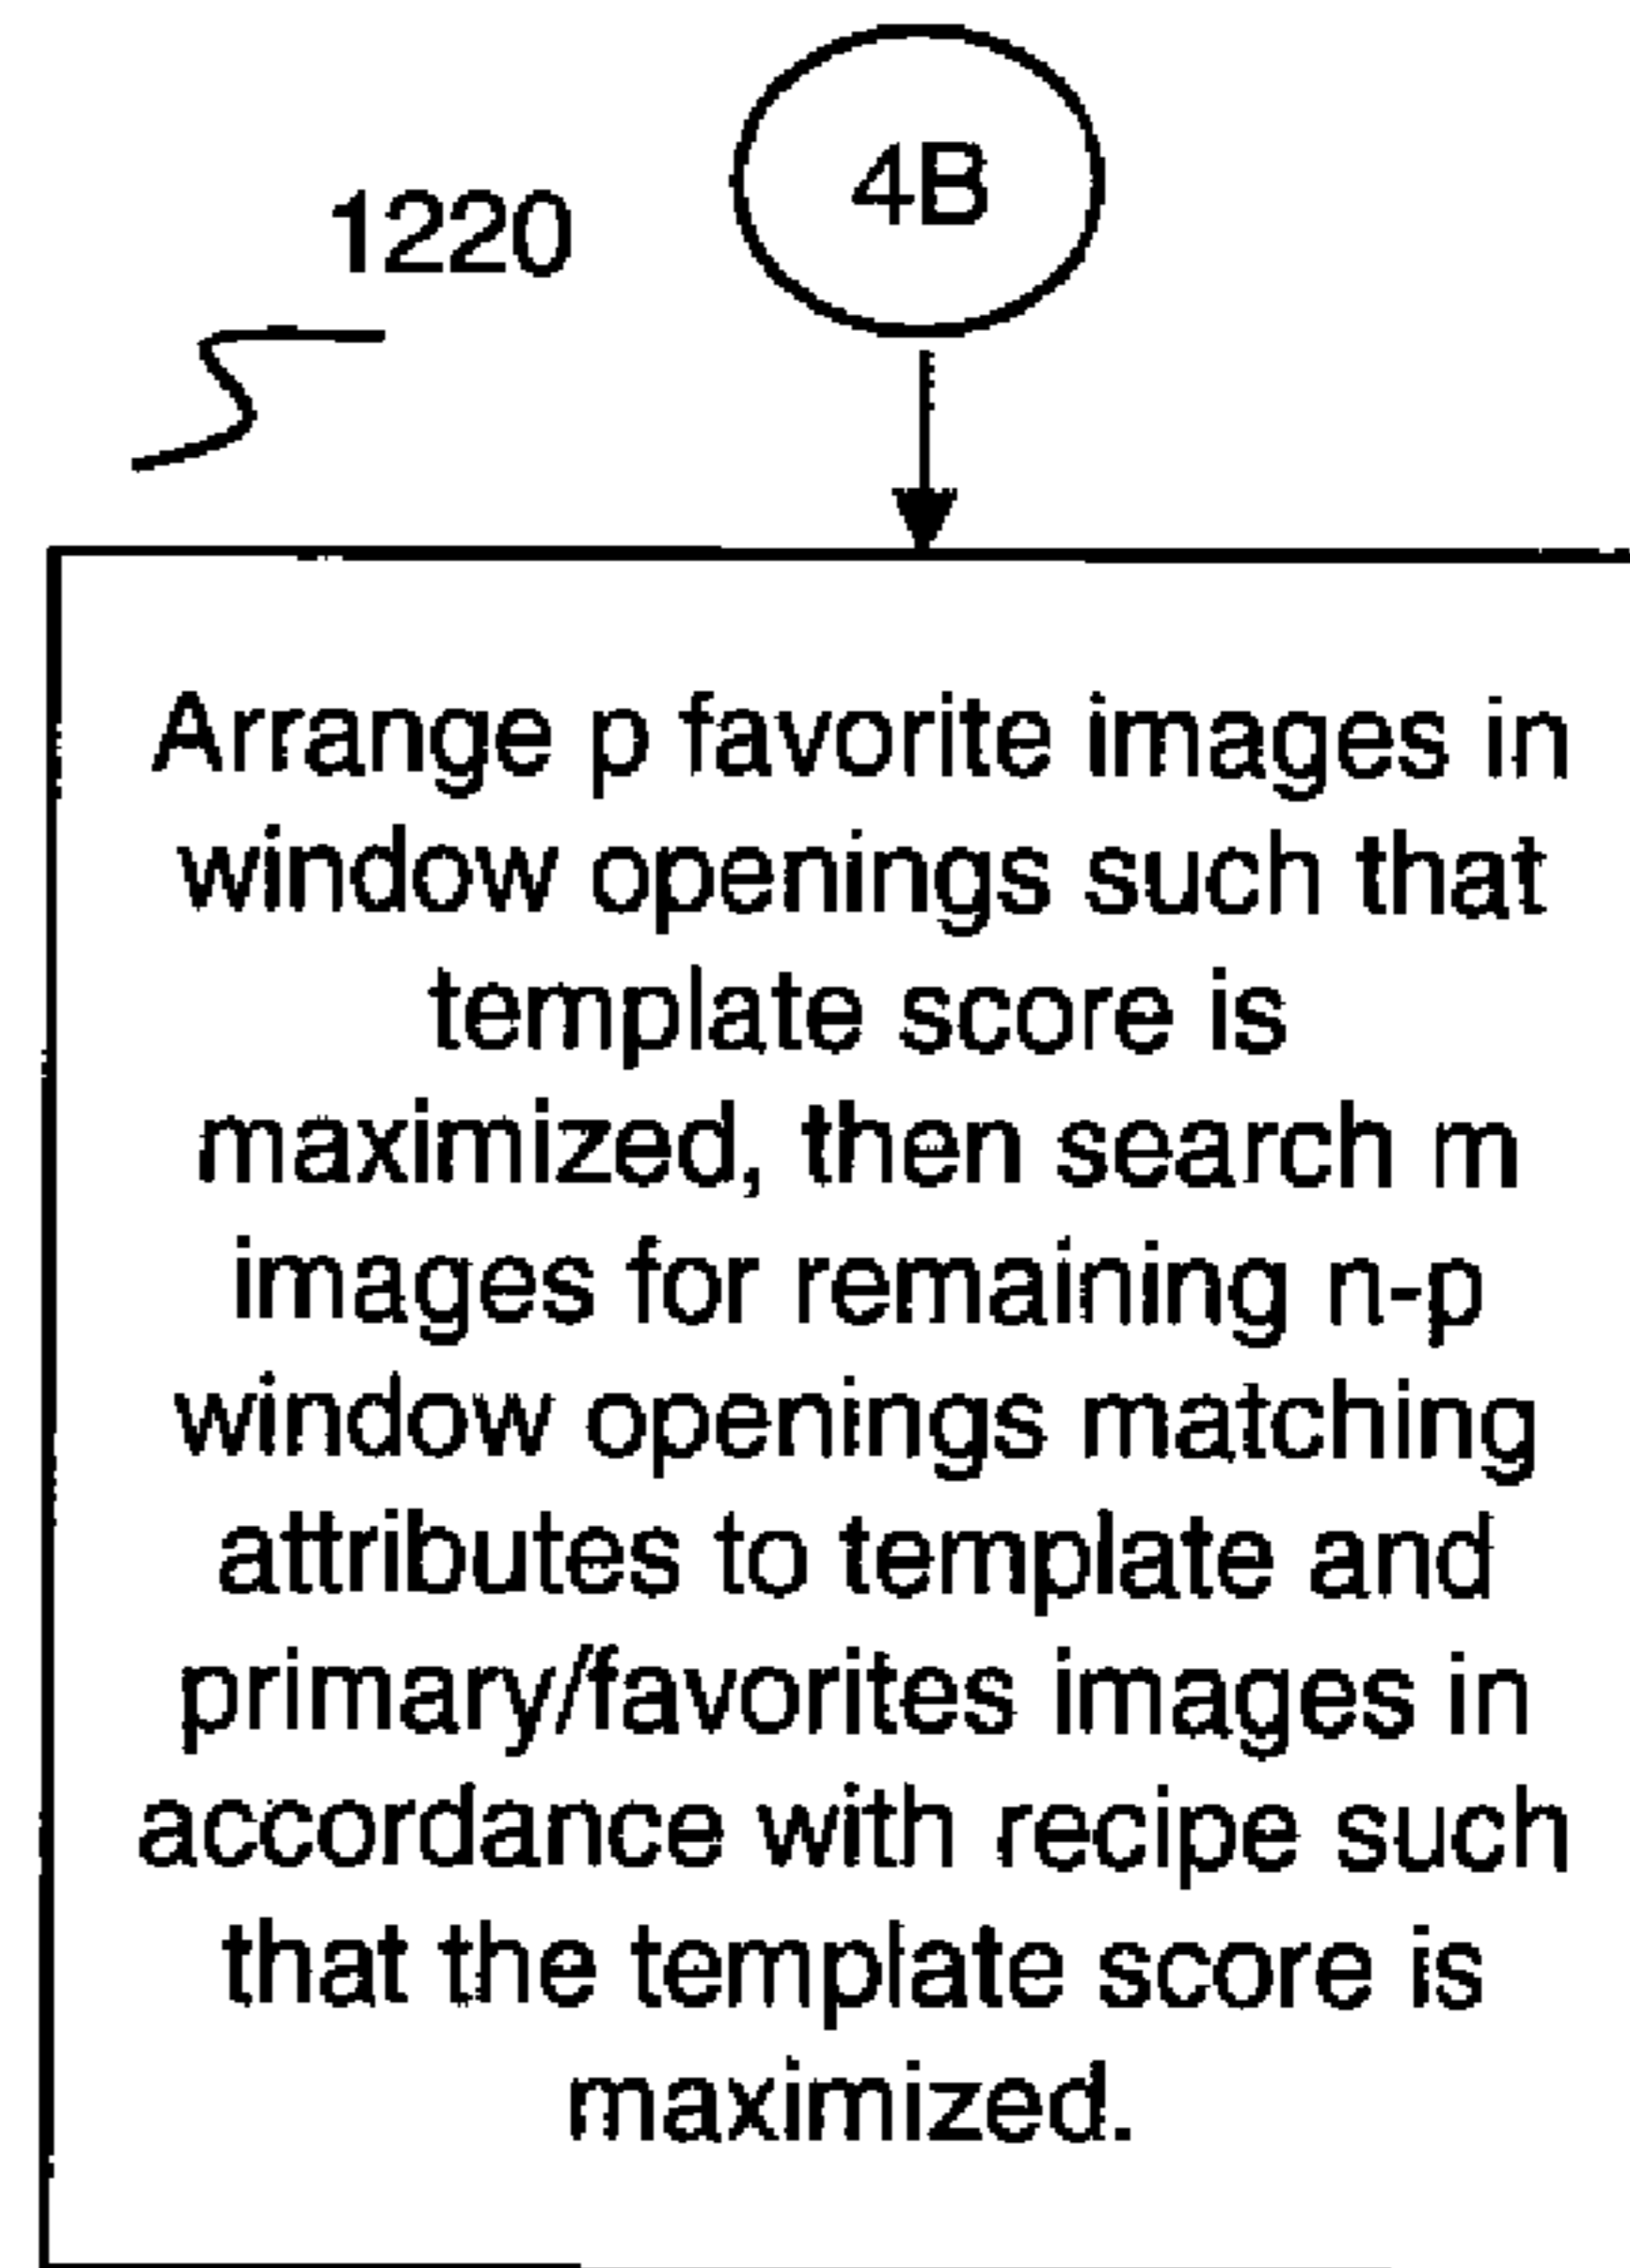 4B
1220
Arrange p favorite images in
window openings such that
template score is
maximized, then search m
images for remaining n-p
window openings matching
attributes to template and
primary/favorites images in
accordance with recipe such
that the template score is
maximized.